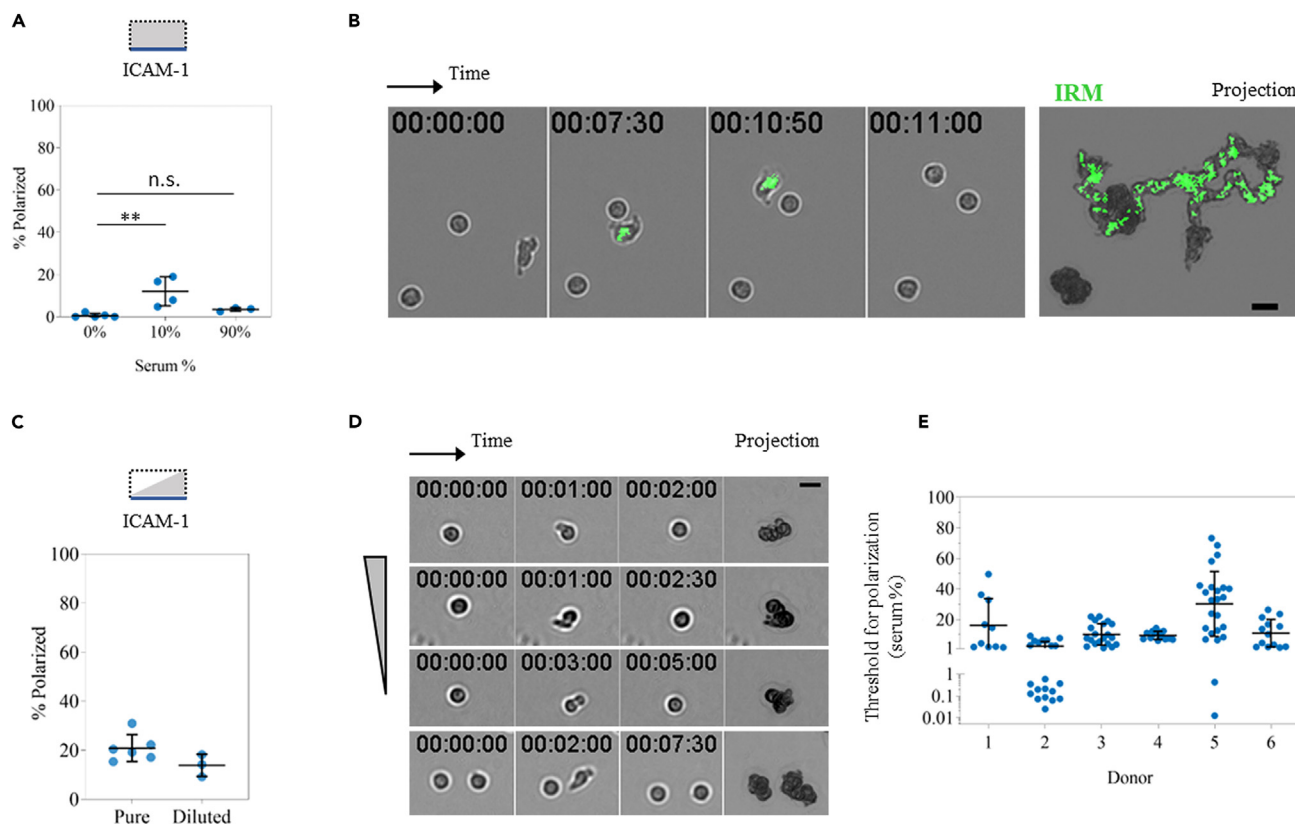 A
ICAM-1
% Polarized
100
80
60
40
20
0
n.s.
**
0%
10%
90%
Serum %
B
Time
00:00:00
00:07:30
00:10:50
00:11:00
IRM
Projection
C
ICAM-1
% Polarized
100
80
60
40
20
0
Pure
Diluted
D
Time
Projection
00:00:00
00:01:00
00:02:00
00:00:00
00:01:00
00:02:30
00:00:00
00:03:00
00:05:00
00:00:00
00:02:00
00:07:30
E
Threshold for polarization
(serum %)
100
80
60
40
20
1
1
0.1
0.01
1
2
3
4
5
6
Donor